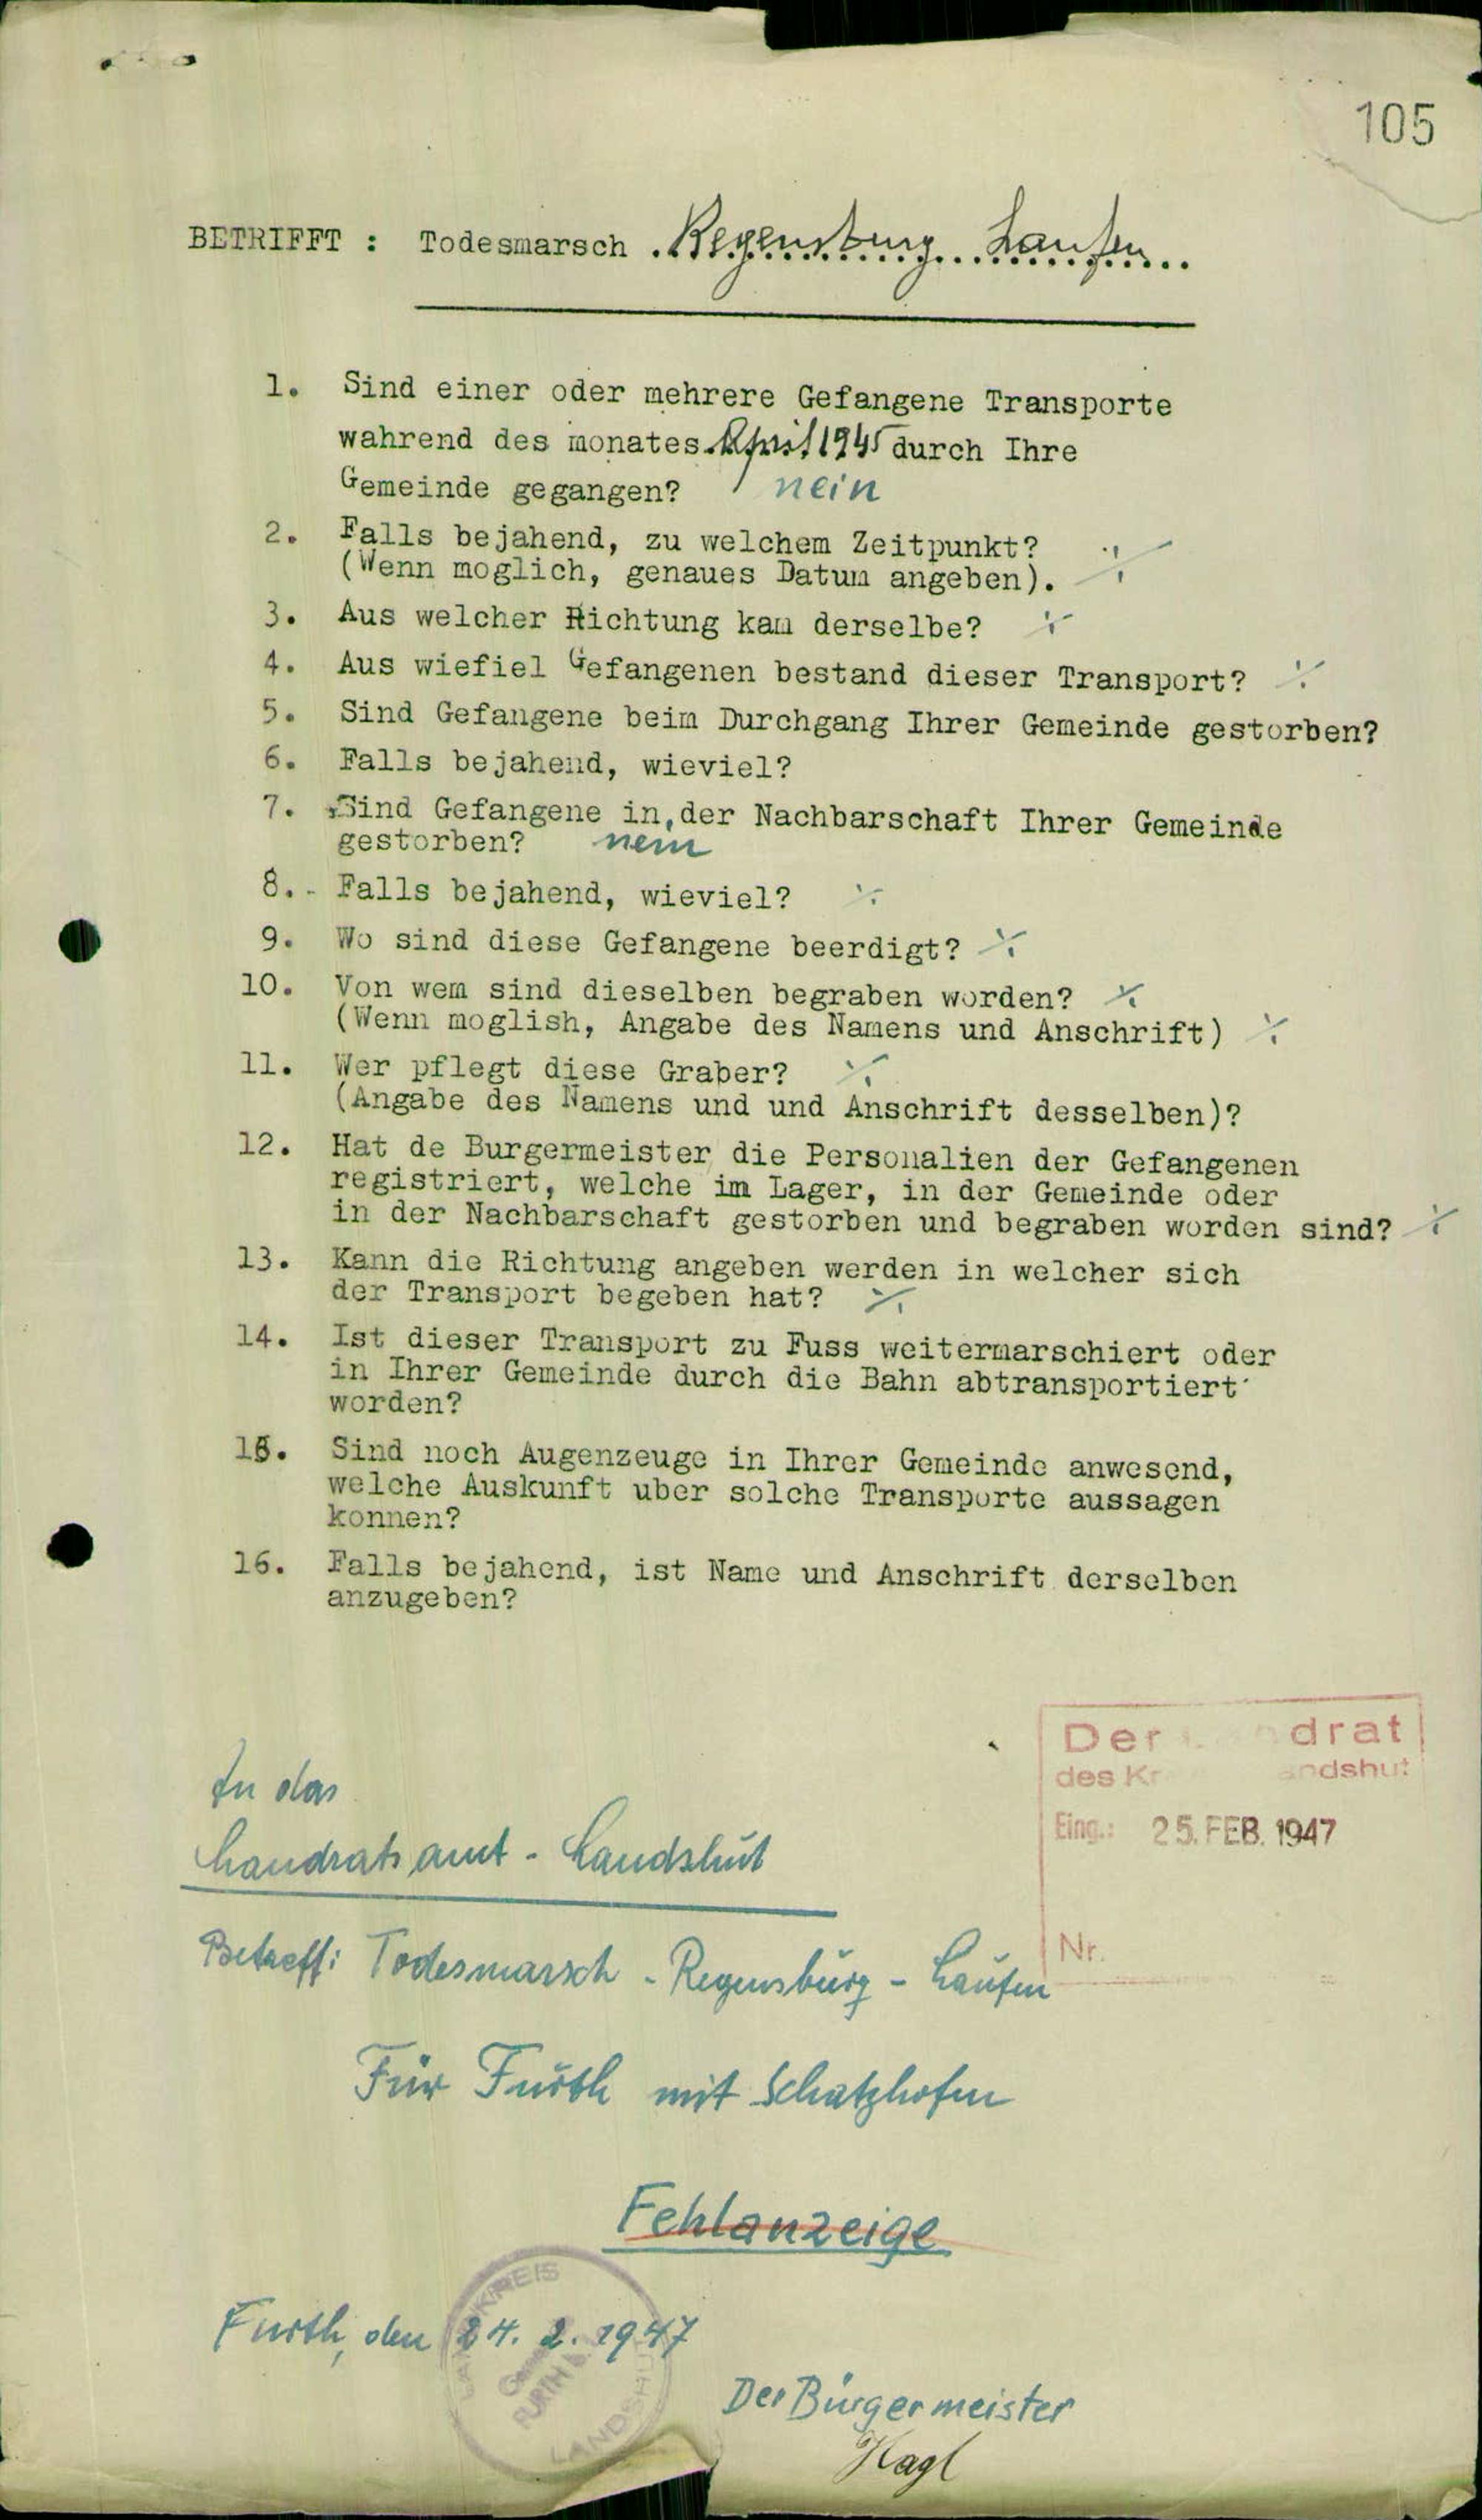 105
BETRIFFT : Todesmarsch Regensburg Laufen
1. Sind einer oder mehrere Gefangene Transporte
wahrend des monates April 1945 durch Ihre
Gemeinde gegangen? nein
2. Falls bejahend, zu welchem Zeitpunkt?
(Wenn moglich, genaues Datum angeben). ./.
3. Aus welcher Richtung kam derselbe? ./.
4. Aus wiefiel Gefangenen bestand dieser Transport? ./.
5. Sind Gefangene beim Durchgang Ihrer Gemeinde gestorben?
6. Falls bejahend, wieviel?
7. Sind Gefangene in der Nachbarschaft Ihrer Gemeinde
gestorben? nein
8. Falls bejahend, wieviel? ./.
9. Wo sind diese Gefangene beerdigt? ./.
10. Von wem sind dieselben begraben worden? ./.
(Wenn moglish, Angabe des Namens und Anschrift) ./.
11. Wer pflegt diese Graber? ./.
(Angabe des Namens und und Anschrift desselben)?
12. Hat de Burgermeister die Personalien der Gefangenen
registriert, welche im Lager, in der Gemeinde oder
in der Nachbarschaft gestorben und begraben worden sind? ./.
13. Kann die Richtung angeben werden in welcher sich
der Transport begeben hat? ./.
14. Ist dieser Transport zu Fuss weitermarschiert oder
in Ihrer Gemeinde durch die Bahn abtransportiert
worden?
15. Sind noch Augenzeuge in Ihrer Gemeinde anwesend,
welche Auskunft uber solche Transporte aussagen
konnen?
16. Falls bejahend, ist Name und Anschrift derselben
anzugeben?
Der drat
des Kr andshut
Eing.: 25. FEB. 1947
Nr.
An das
Landratsamt - Landshut
Betreff: Todesmarsch - Regensburg - Laufen
Für Furth mit Schatzhofen
Fehlanzeige
Furth, den 24. 2. 1947
LANDKREIS LANDSHUT
FURTH
Der Bürgermeister
Hagl